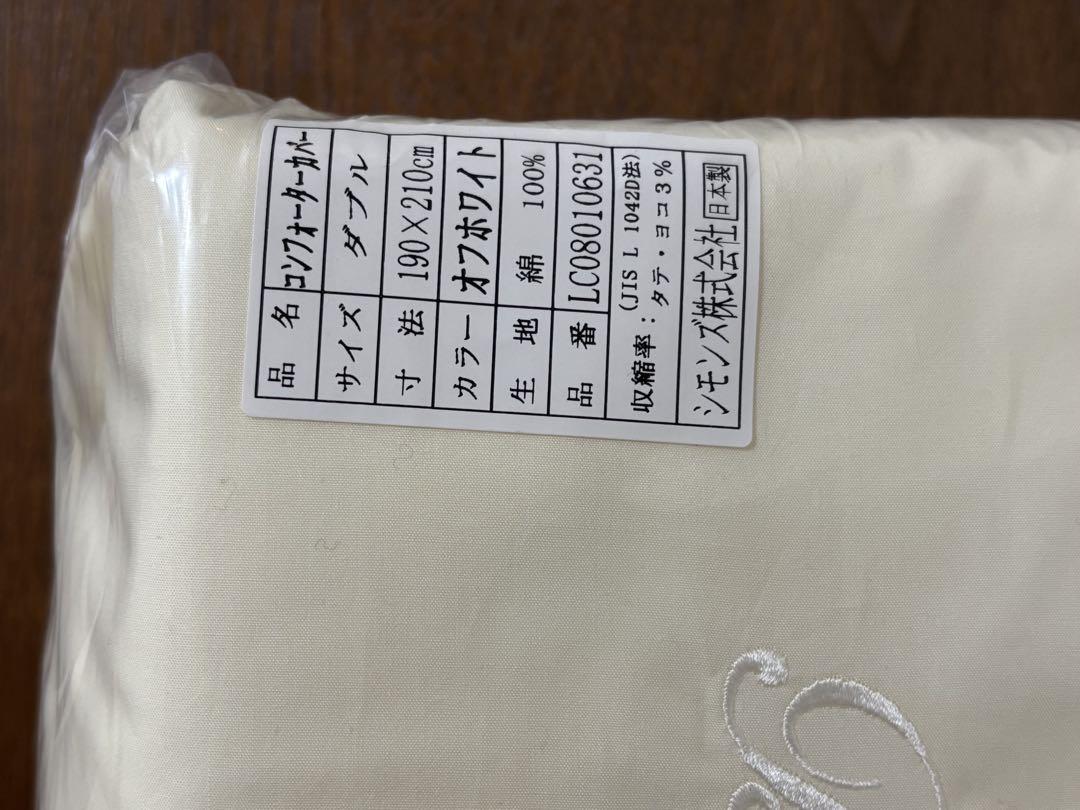 品名 コンフォーターカバー
サイズ ダブル
寸法 190×210cm
カラー オフホワイト
生地 綿 100%
品番 LC08010631
収縮率：(JIS L 1042D法)
タテ・ヨコ3%
シモンズ株式会社 日本製